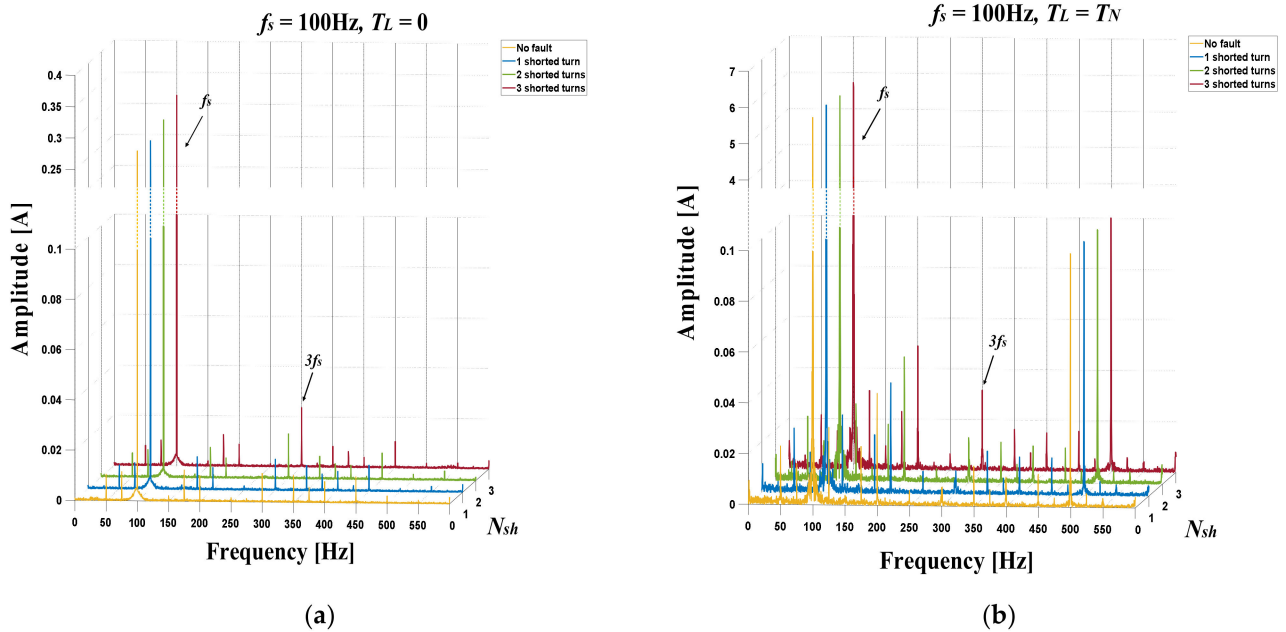 fs = 100Hz, TL = 0
No fault
1 shorted turn
2 shorted turns
3 shorted turns
fs
3fs
0.4
0.35
0.3
0.25
0.1
0.08
0.06
0.04
0.02
0
Amplitude [A]
0 50 100 150 200 250 300 350 400 450 500 550 0
1
2
3
Nsh
Frequency [Hz]
(a)
fs = 100Hz, TL = TN
No fault
1 shorted turn
2 shorted turns
3 shorted turns
fs
3fs
7
6
5
4
0.1
0.08
0.06
0.04
0.02
0
Amplitude [A]
0 50 100 150 200 250 300 350 400 450 500 550 0
1
2
3
Nsh
Frequency [Hz]
(b)